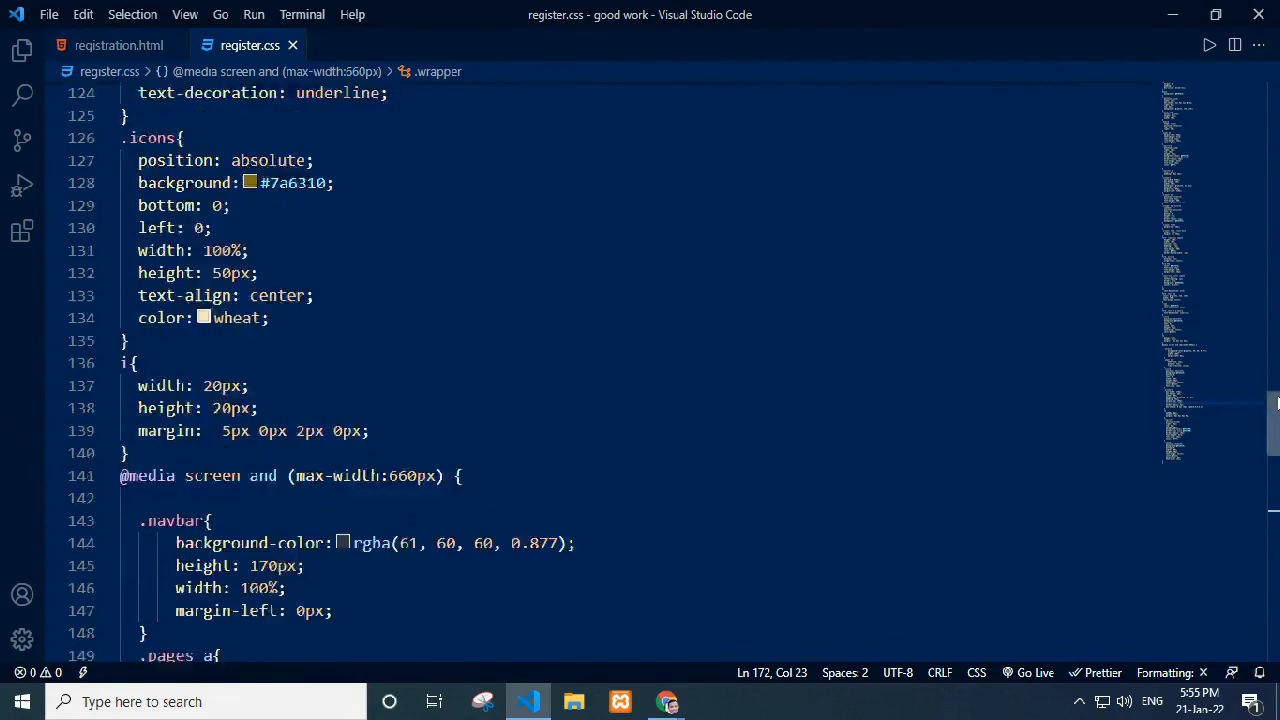 File Edit Selection View Go Run Terminal Help
register.css - good work - Visual Studio Code
registration.html register.css
register.css > {} @media screen and (max-width:660px) > .wrapper
124 text-decoration: underline;
125 }
126 .icons{
127 position: absolute;
128 background: #7a6310;
129 bottom: 0;
130 left: 0;
131 width: 100%;
132 height: 50px;
133 text-align: center;
134 color: wheat;
135 }
136 i{
137 width: 20px;
138 height: 20px;
139 margin: 5px 0px 2px 0px;
140 }
141 @media screen and (max-width:660px) {
142
143 .navbar{
144 background-color: rgba(61, 60, 60, 0.877);
145 height: 170px;
146 width: 100%;
147 margin-left: 0px;
148 }
149 .pages a{
0 0 Ln 172, Col 23 Spaces: 2 UTF-8 CRLF CSS Go Live Prettier Formatting: ×
Type here to search
ENG
5:55 PM
21-Jan-22
1